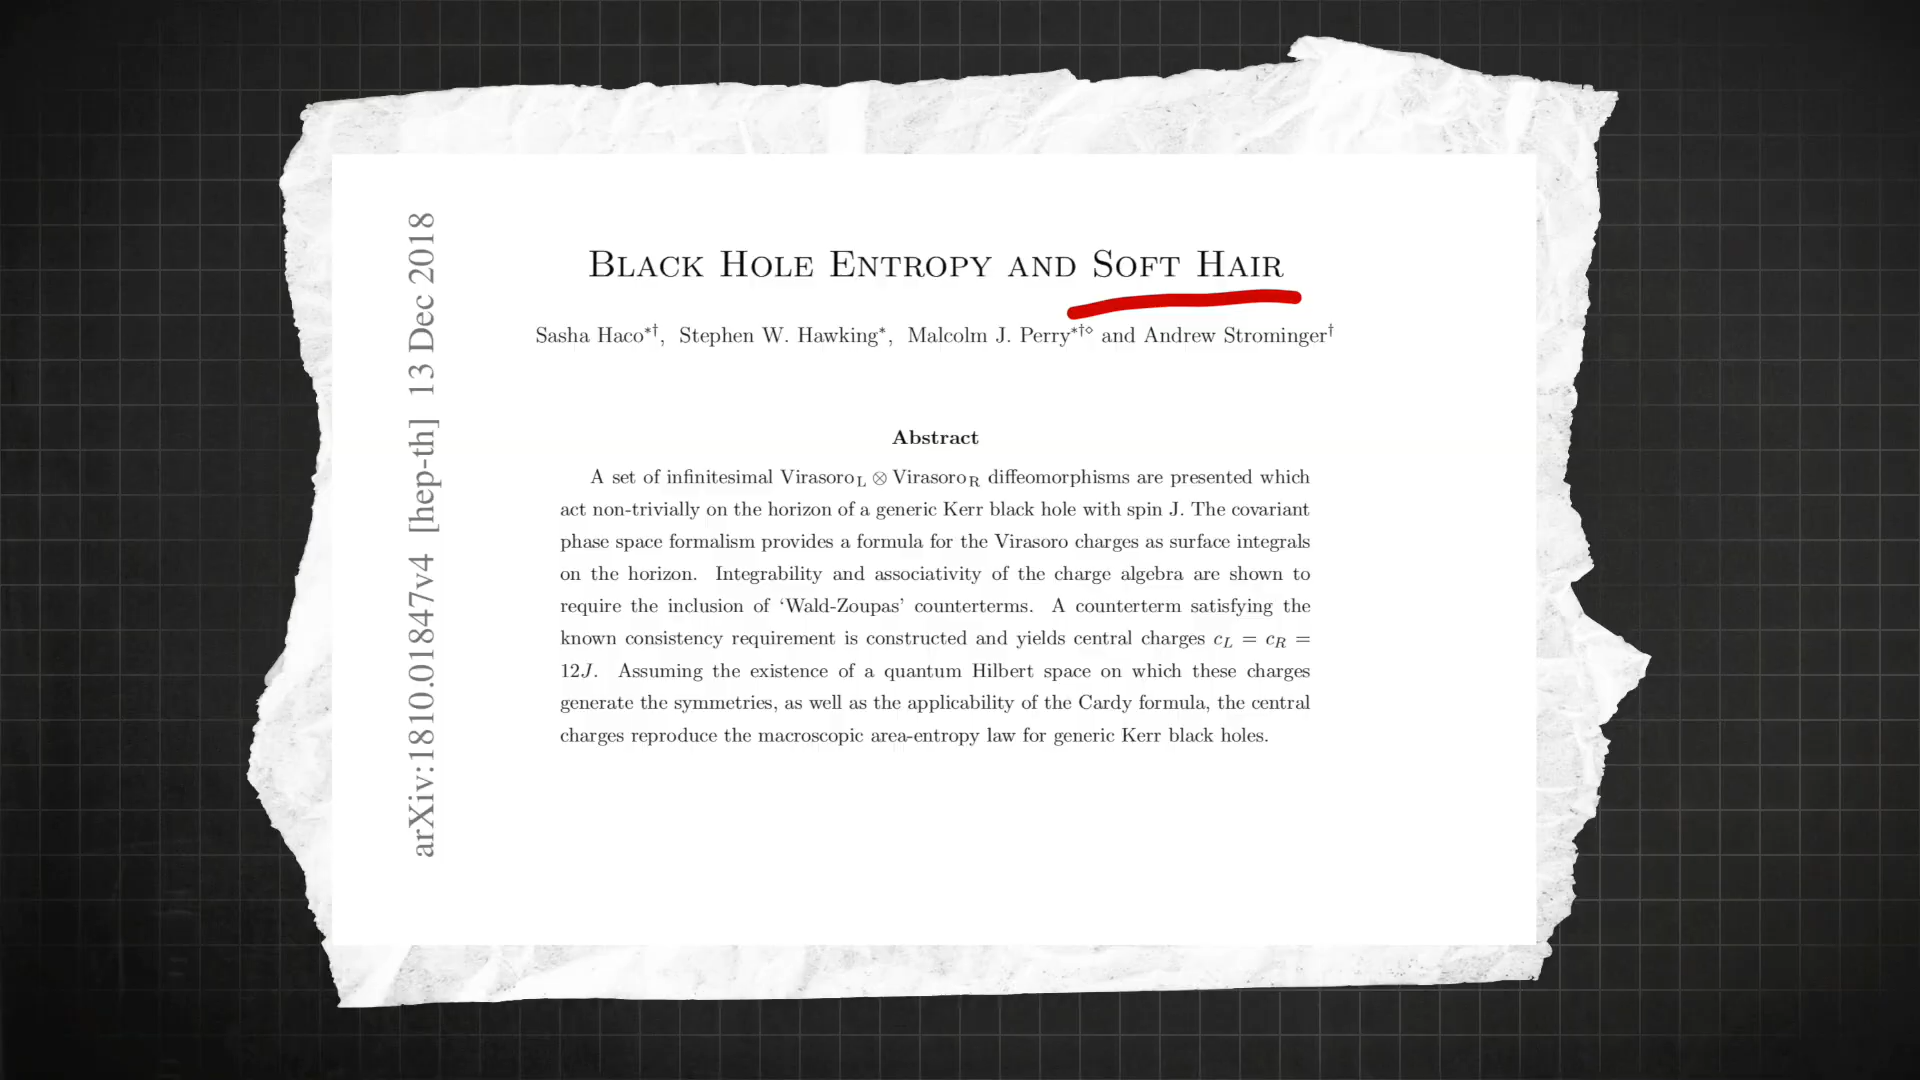 arXiv:1810.01847v4 [hep-th] 13 Dec 2018
BLACK HOLE ENTROPY AND SOFT HAIR
Sasha Haco*†, Stephen W. Hawking*, Malcolm J. Perry*†⋄ and Andrew Strominger†
Abstract
A set of infinitesimal Virasoro_L ⊗ Virasoro_R diffeomorphisms are presented which
act non-trivially on the horizon of a generic Kerr black hole with spin J. The covariant
phase space formalism provides a formula for the Virasoro charges as surface integrals
on the horizon. Integrability and associativity of the charge algebra are shown to
require the inclusion of ‘Wald-Zoupas’ counterterms. A counterterm satisfying the
known consistency requirement is constructed and yields central charges c_L = c_R =
12J. Assuming the existence of a quantum Hilbert space on which these charges
generate the symmetries, as well as the applicability of the Cardy formula, the central
charges reproduce the macroscopic area-entropy law for generic Kerr black holes.